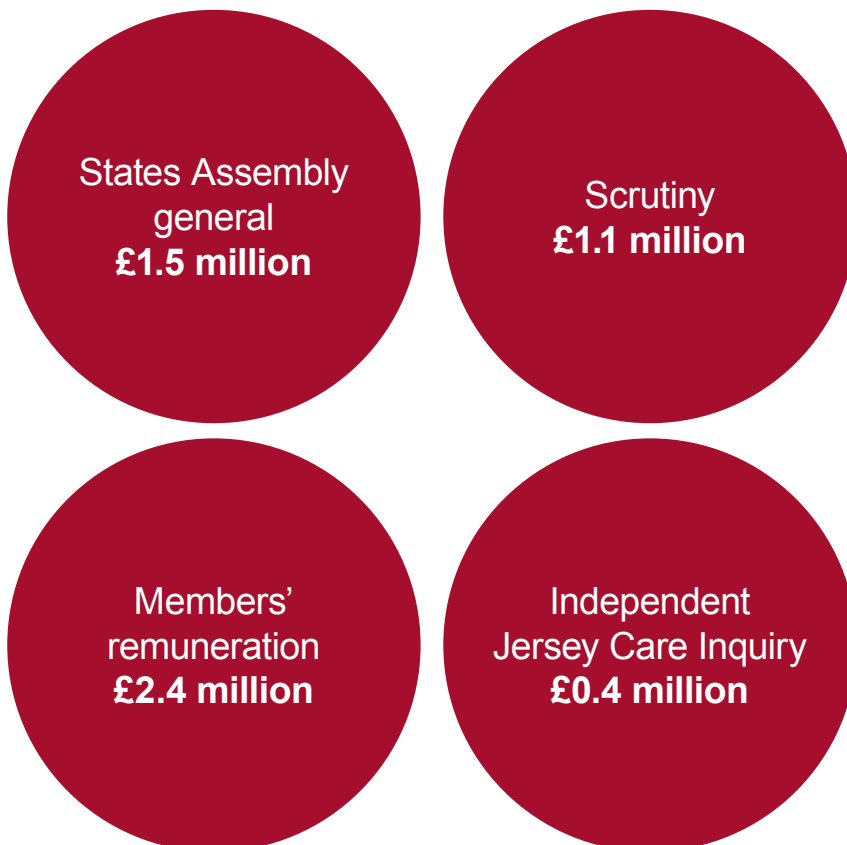 States Assembly
general
£1.5 million
Scrutiny
£1.1 million
Members’
remuneration
£2.4 million
Independent
Jersey Care Inquiry
£0.4 million